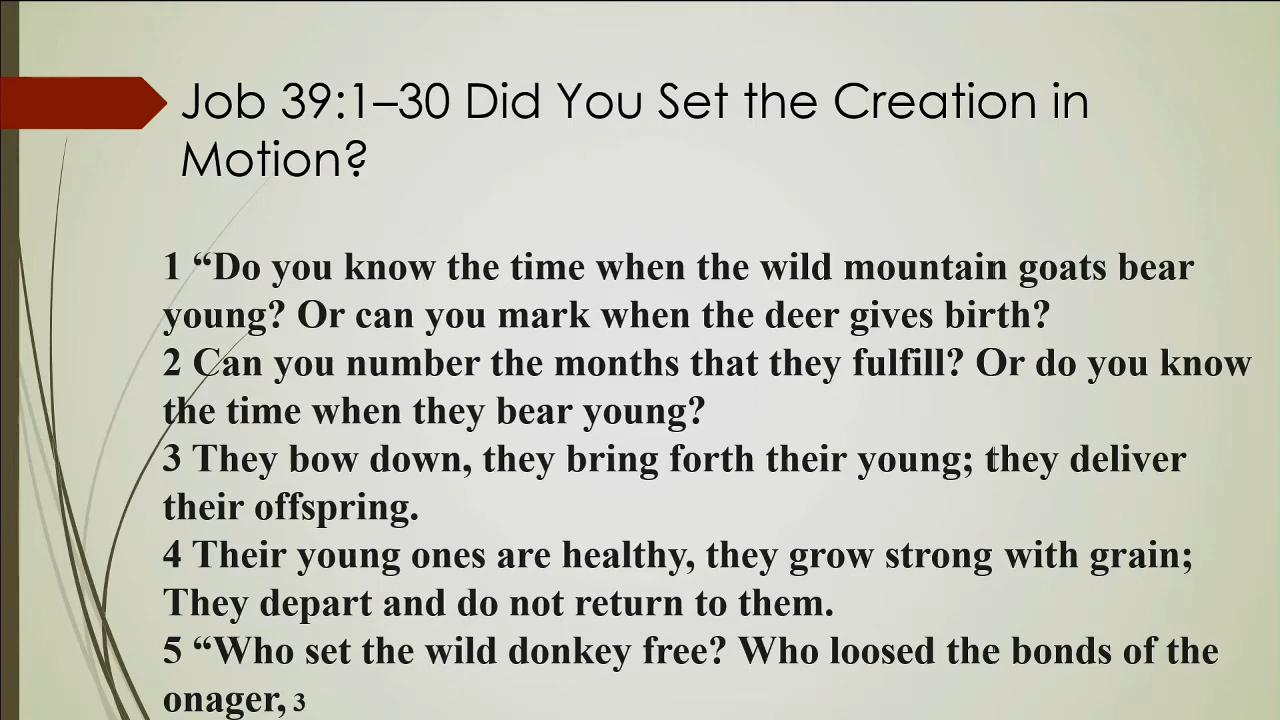 Job 39:1–30 Did You Set the Creation in
Motion?
1 “Do you know the time when the wild mountain goats bear
young? Or can you mark when the deer gives birth?
2 Can you number the months that they fulfill? Or do you know
the time when they bear young?
3 They bow down, they bring forth their young; they deliver
their offspring.
4 Their young ones are healthy, they grow strong with grain;
They depart and do not return to them.
5 “Who set the wild donkey free? Who loosed the bonds of the
onager, 3